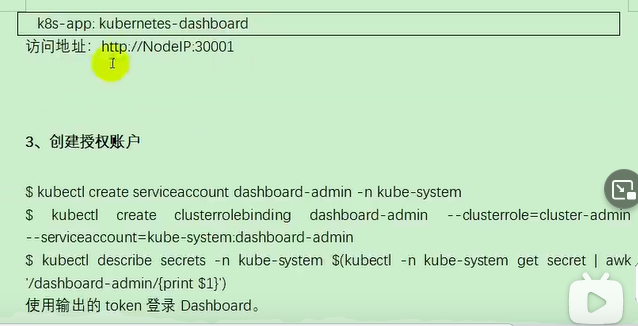 k8s-app: kubernetes-dashboard
访问地址：http://NodeIP:30001
3、创建授权账户
$ kubectl create serviceaccount dashboard-admin -n kube-system
$ kubectl create clusterrolebinding dashboard-admin --clusterrole=cluster-admin
--serviceaccount=kube-system:dashboard-admin
$ kubectl describe secrets -n kube-system $(kubectl -n kube-system get secret | awk
'/dashboard-admin/{print $1}')
使用输出的 token 登录 Dashboard。